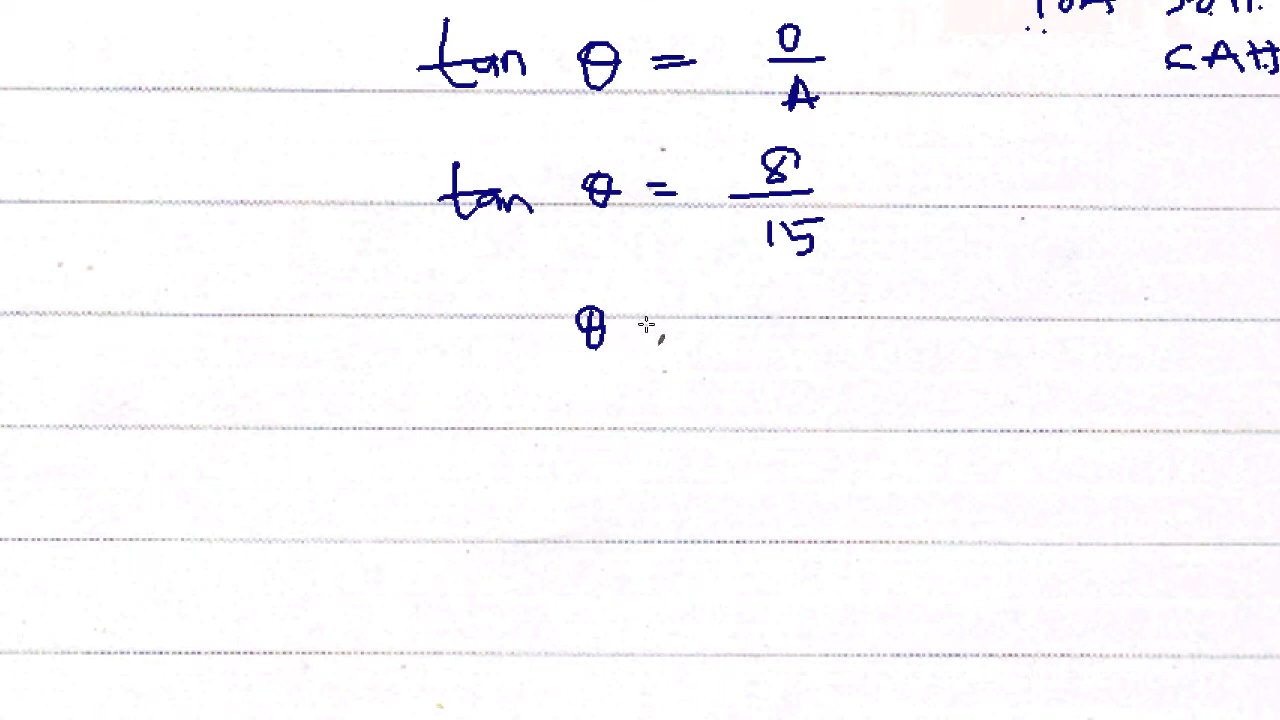 tan θ = O/A
CAH
tan θ = 8/15
θ